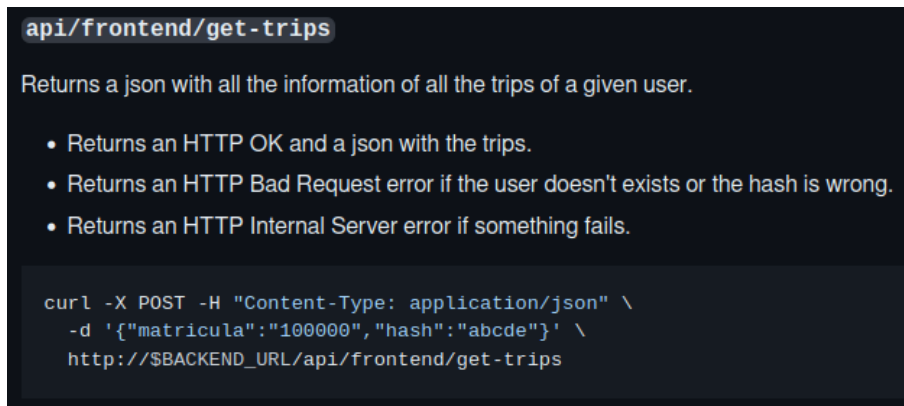 api/frontend/get-trips
Returns a json with all the information of all the trips of a given user.
• Returns an HTTP OK and a json with the trips.
• Returns an HTTP Bad Request error if the user doesn't exists or the hash is wrong.
• Returns an HTTP Internal Server error if something fails.
curl -X POST -H "Content-Type: application/json" \
-d '{"matricula":"100000","hash":"abcde"}' \
http://$BACKEND_URL/api/frontend/get-trips